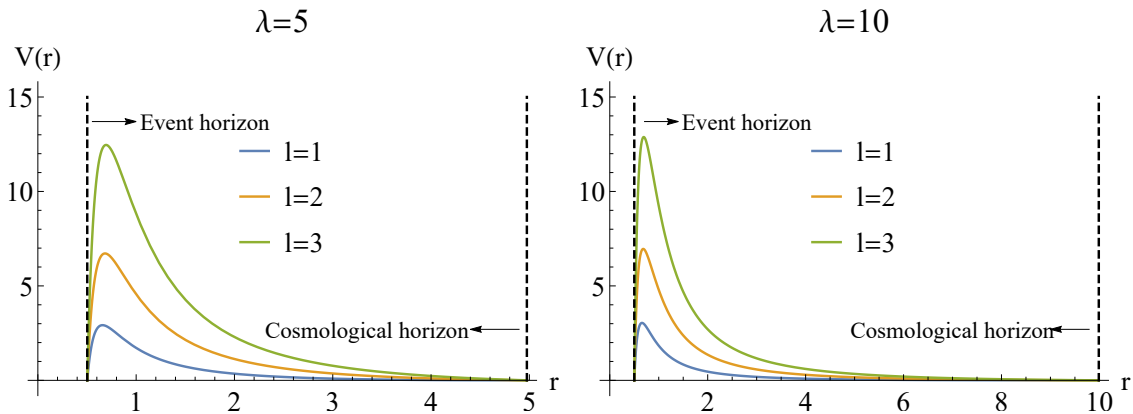 λ=5
V(r)
15
10
5
Event horizon
l=1
l=2
l=3
Cosmological horizon
1
2
3
4
5
r
λ=10
V(r)
15
10
5
Event horizon
l=1
l=2
l=3
Cosmological horizon
2
4
6
8
10
r